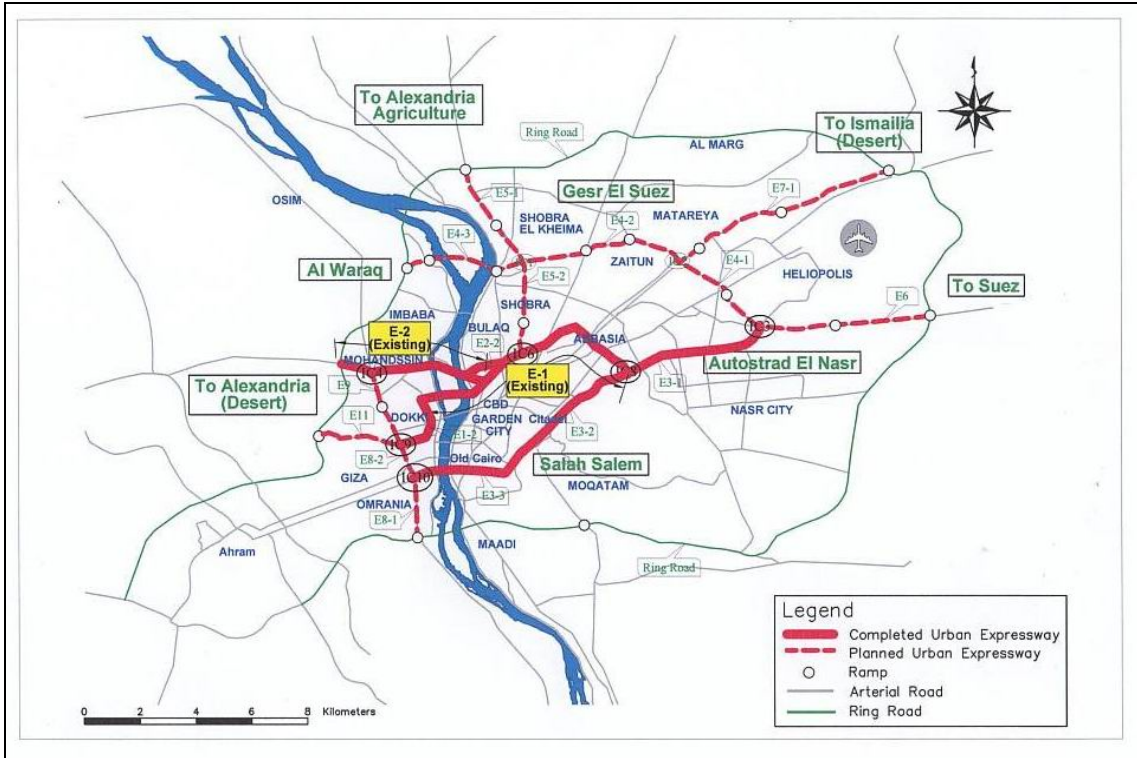 To Alexandria
Agriculture
Ring Road
AL MARG
To Ismailia
(Desert)
OSIM
E5-1
Gesr El Suez
E7-1
SHOBRA
EL KHEIMA
E4-2
MATAREYA
E4-3
ZAITUN
Al Waraq
E5-2
E4-1
HELIOPOLIS
To Suez
SHOBRA
E6
IMBABA
E-2
(Existing)
BULAQ
E2-2
IC3
MOHANDSSIN
IC4
IC6
ABBASIA
E-1
(Existing)
Autostrad El Nasr
To Alexandria
(Desert)
E9
E3-1
DOKKI
CBD
GARDEN
CITY
Citadel
NASR CITY
E11
IC9
E1-2
E3-2
E8-2
Old Cairo
Salah Salem
GIZA
IC10
E3-3
MOQATAM
OMRANIA
E8-1
Ahram
MAADI
Ring Road
Legend
Completed Urban Expressway
Planned Urban Expressway
Ramp
Arterial Road
Ring Road
0 2 4 6 8 Kilometers